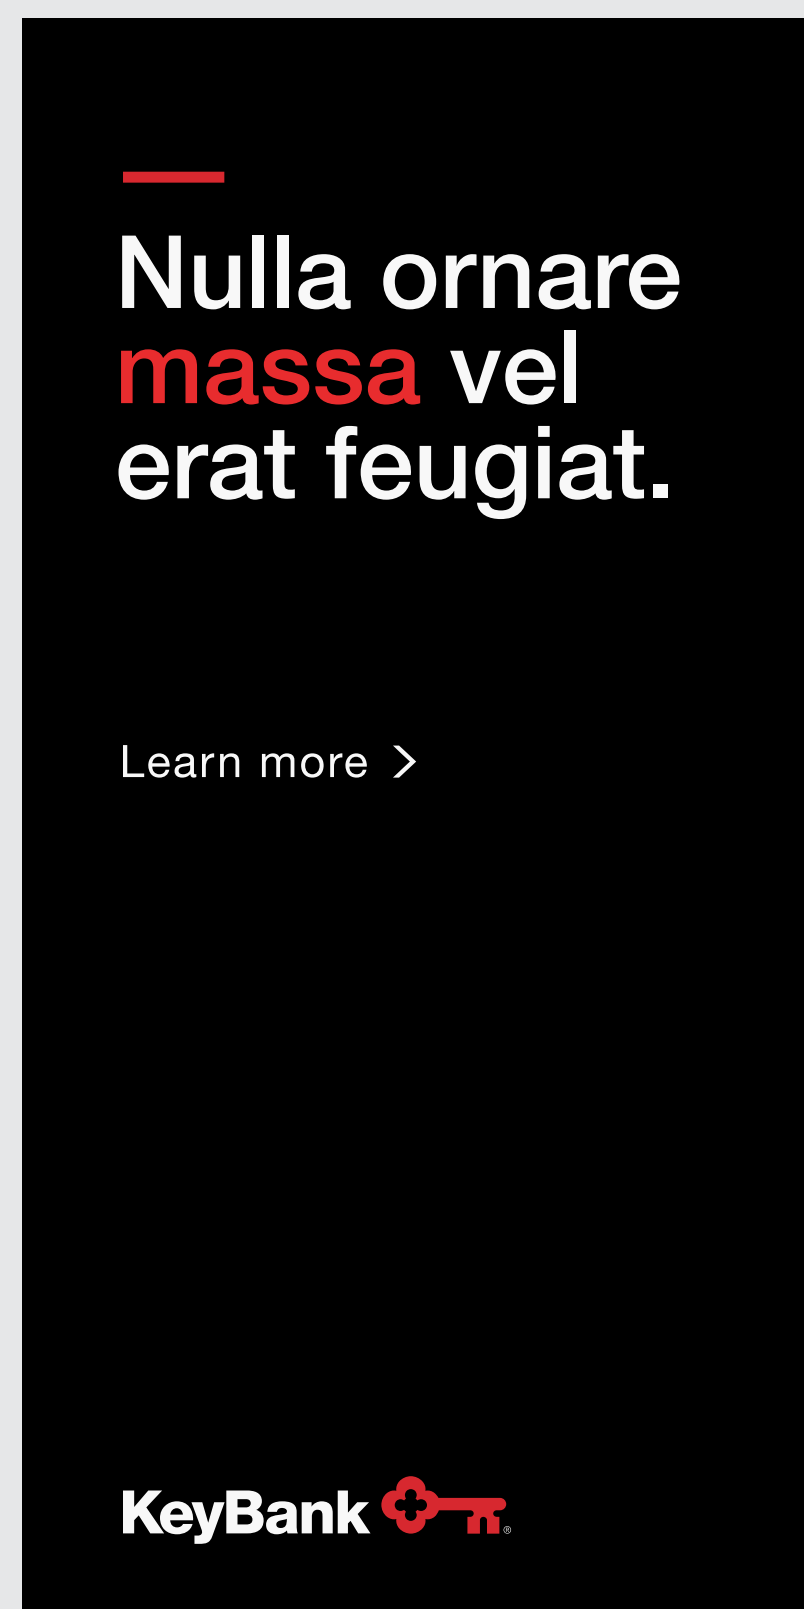 Nulla ornare
massa vel
erat feugiat.
Learn more >
KeyBank ®